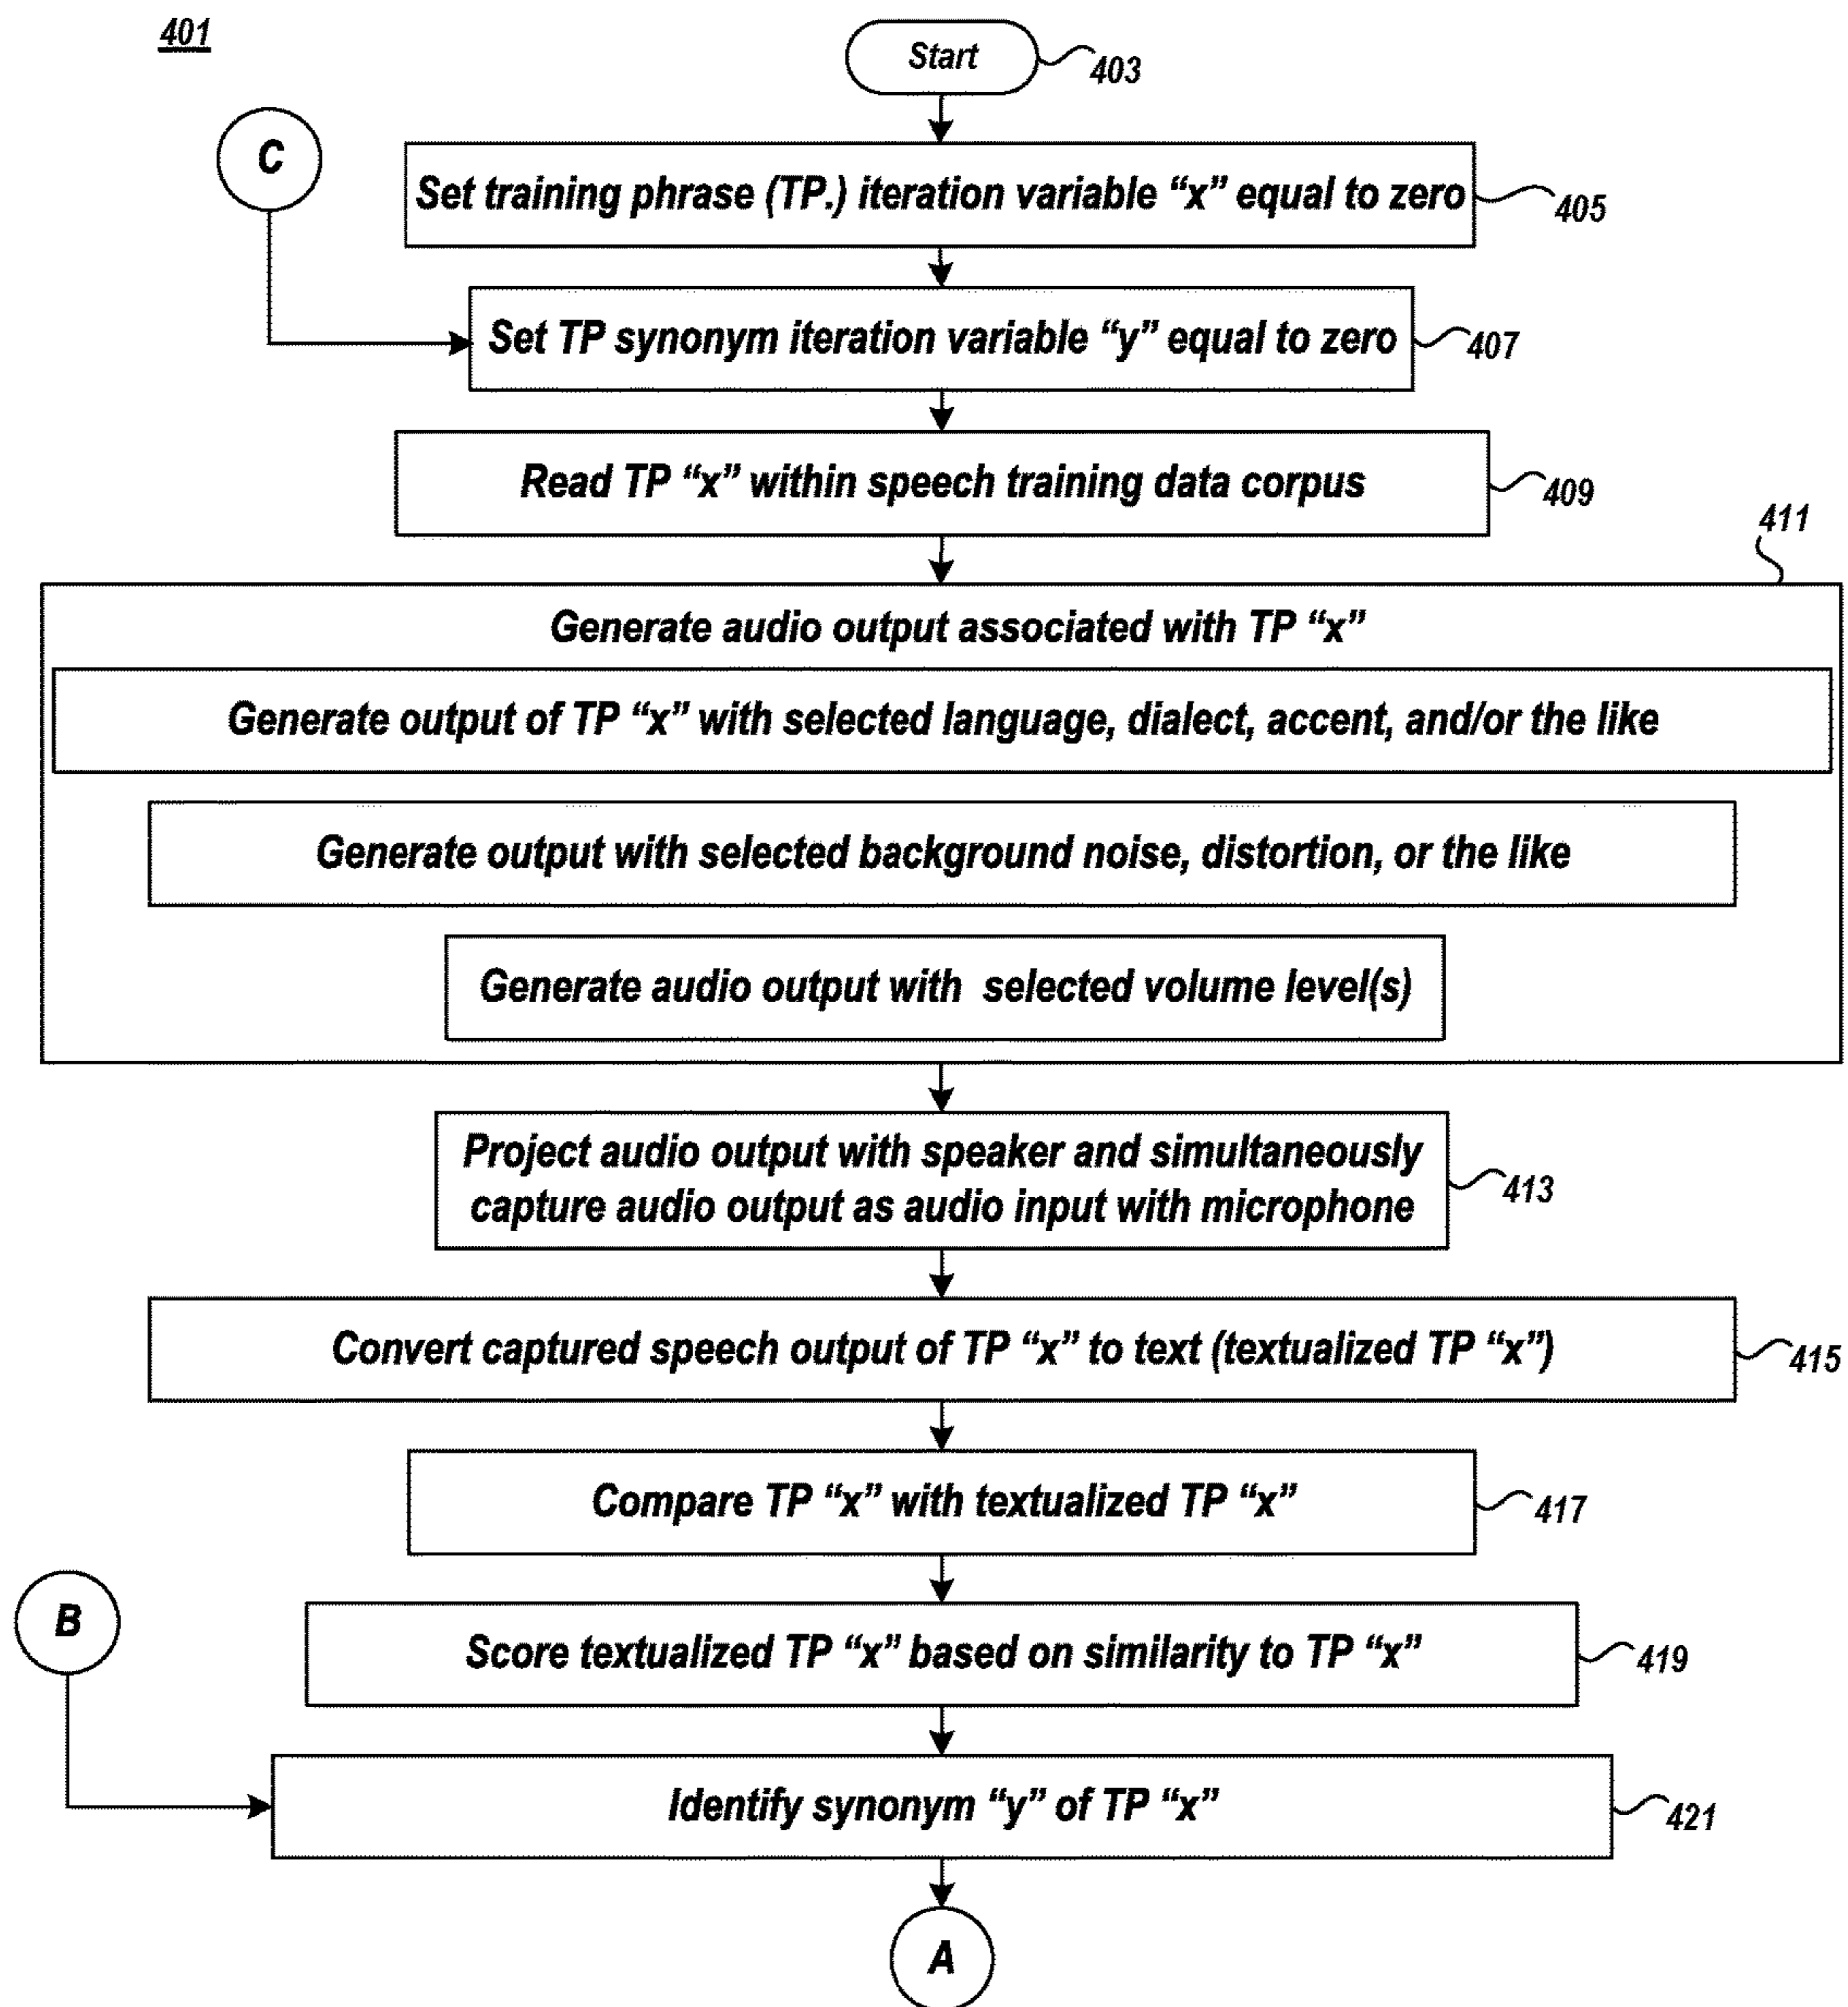 401
Start
403
C
Set training phrase (TP.) iteration variable “x” equal to zero
405
Set TP synonym iteration variable “y” equal to zero
407
Read TP “x” within speech training data corpus
409
411
Generate audio output associated with TP “x”
Generate output of TP “x” with selected language, dialect, accent, and/or the like
Generate output with selected background noise, distortion, or the like
Generate audio output with selected volume level(s)
Project audio output with speaker and simultaneously
capture audio output as audio input with microphone
413
Convert captured speech output of TP “x” to text (textualized TP “x”)
415
Compare TP “x” with textualized TP “x”
417
B
Score textualized TP “x” based on similarity to TP “x”
419
Identify synonym “y” of TP “x”
421
A